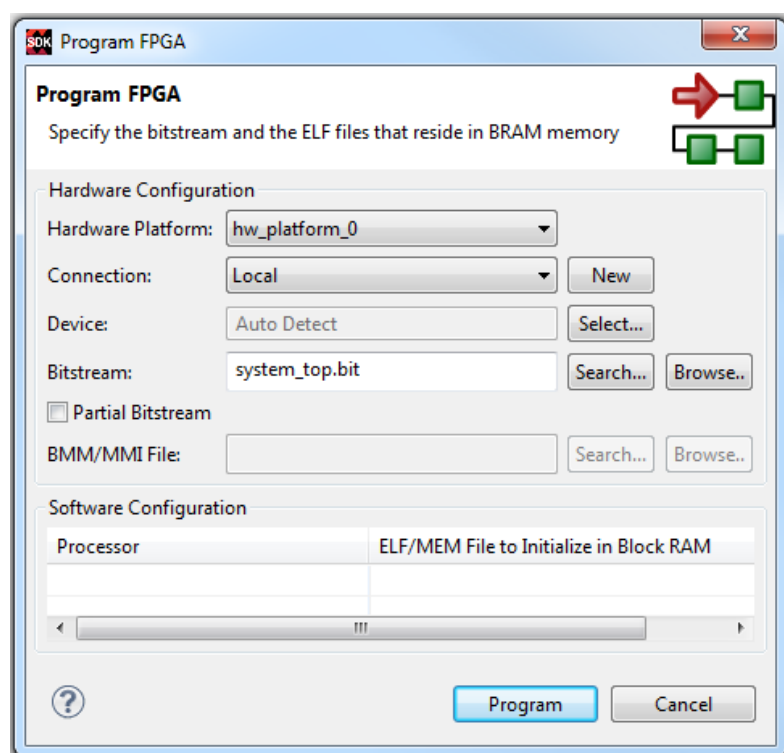 SDK Program FPGA
Program FPGA
Specify the bitstream and the ELF files that reside in BRAM memory
Hardware Configuration
Hardware Platform: hw_platform_0
Connection: Local New
Device: Auto Detect Select...
Bitstream: system_top.bit Search... Browse..
Partial Bitstream
BMM/MMI File: Search... Browse..
Software Configuration
Processor ELF/MEM File to Initialize in Block RAM
? Program Cancel